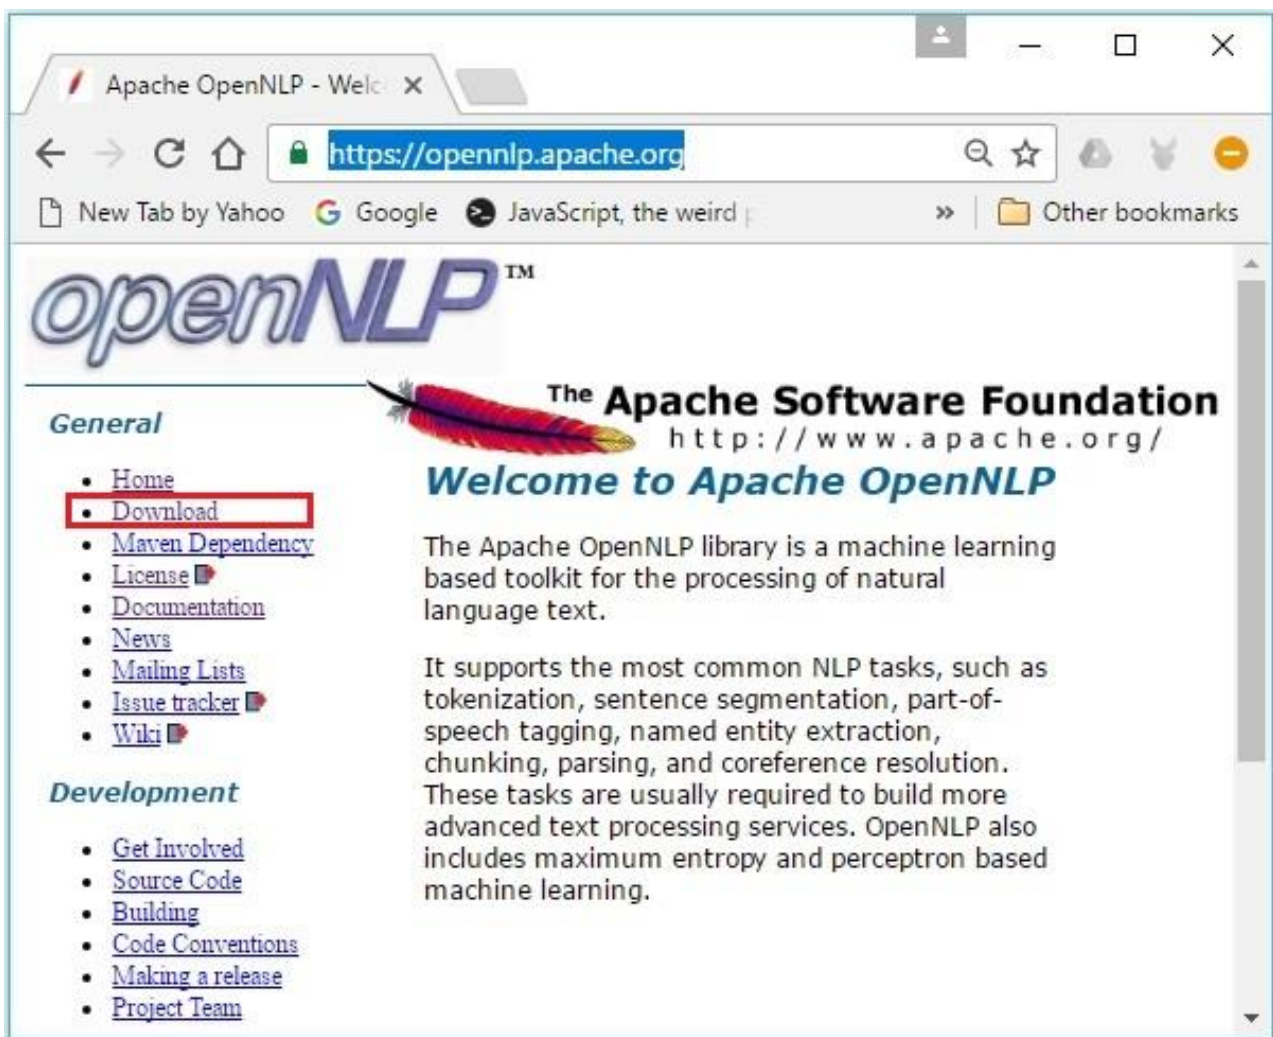 Apache OpenNLP - Welc
https://opennlp.apache.org
New Tab by Yahoo Google JavaScript, the weird Other bookmarks
openNLP™
The Apache Software Foundation
http://www.apache.org/
General
Home
Download
Maven Dependency
License
Documentation
News
Mailing Lists
Issue tracker
Wiki
Development
Get Involved
Source Code
Building
Code Conventions
Making a release
Project Team
Welcome to Apache OpenNLP
The Apache OpenNLP library is a machine learning
based toolkit for the processing of natural
language text.
It supports the most common NLP tasks, such as
tokenization, sentence segmentation, part-of-
speech tagging, named entity extraction,
chunking, parsing, and coreference resolution.
These tasks are usually required to build more
advanced text processing services. OpenNLP also
includes maximum entropy and perceptron based
machine learning.